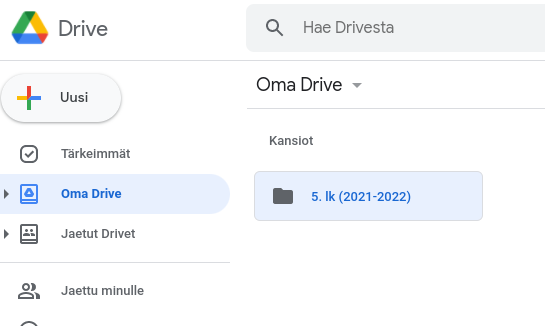 Drive
Hae Drivesta
Uusi
Oma Drive
Kansiot
Tärkeimmät
Oma Drive
5. lk (2021-2022)
Jaetut Drivet
Jaettu minulle